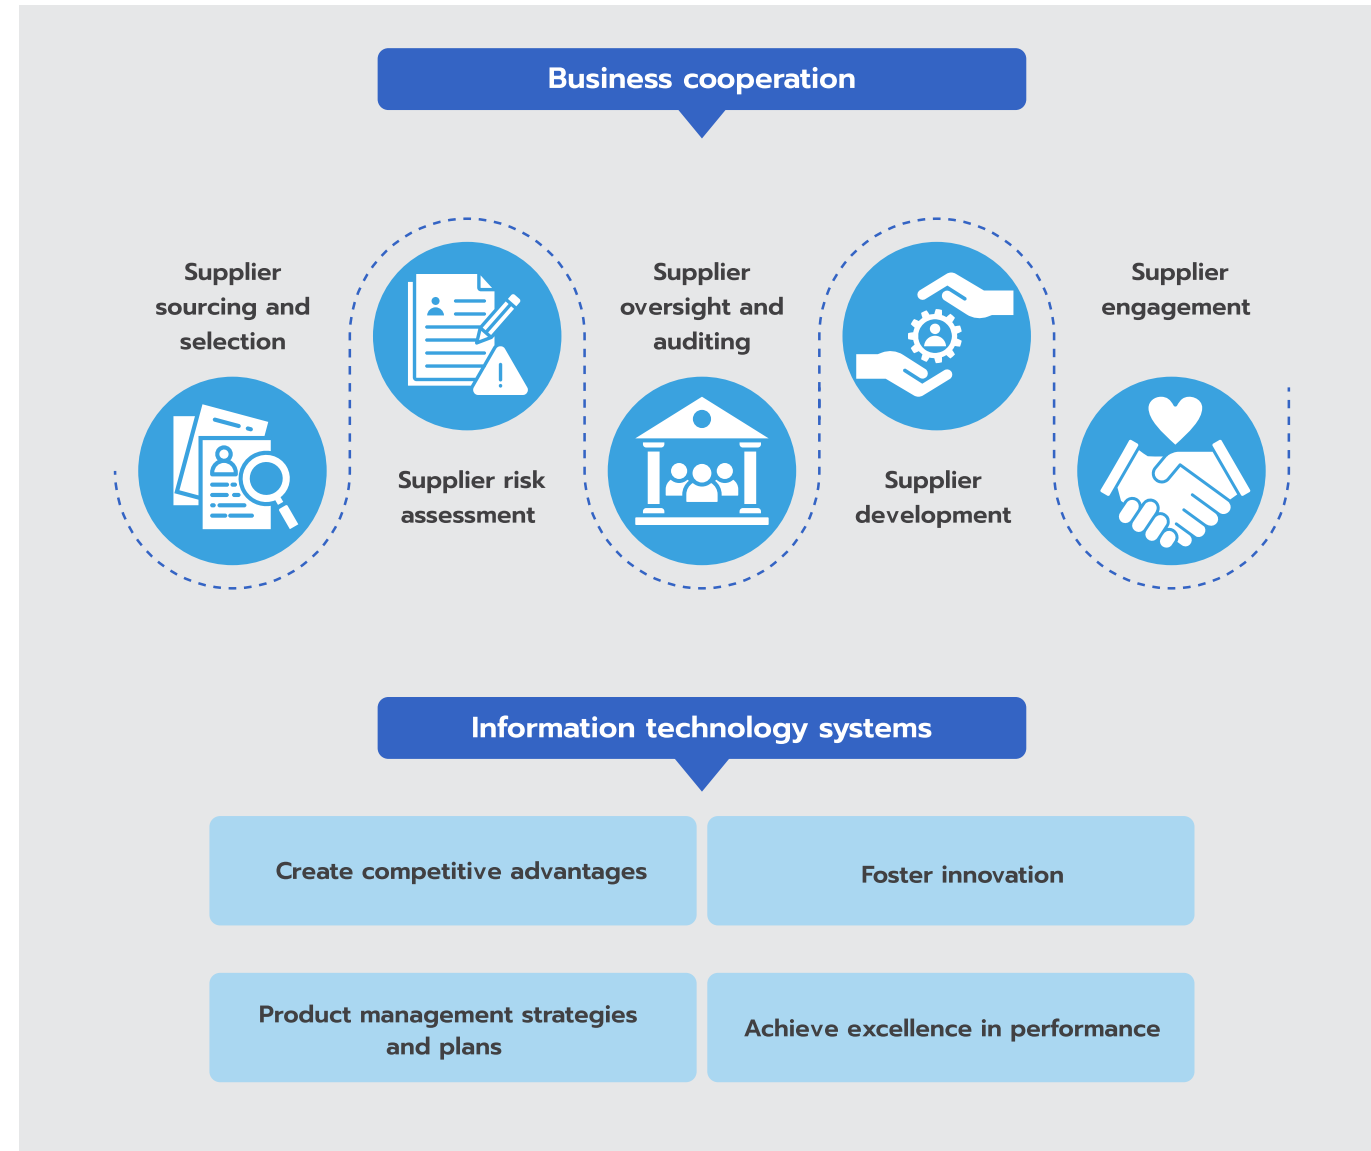 Business cooperation
Supplier
sourcing and
selection
Supplier risk
assessment
Supplier
oversight and
auditing
Supplier
development
Supplier
engagement
Information technology systems
Create competitive advantages
Foster innovation
Product management strategies
and plans
Achieve excellence in performance